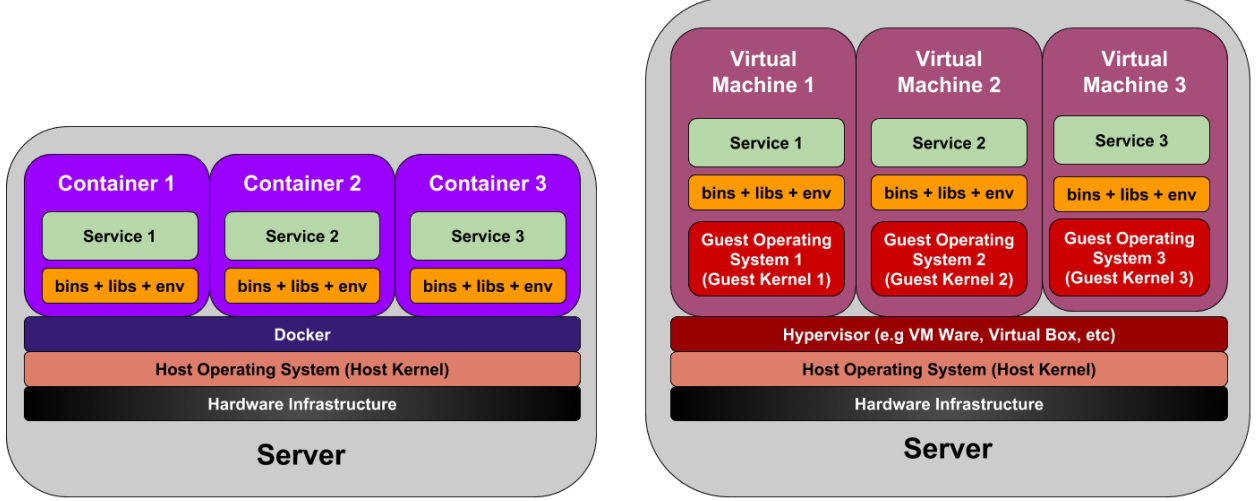 Container 1
Container 2
Container 3
Service 1
Service 2
Service 3
bins + libs + env
bins + libs + env
bins + libs + env
Docker
Host Operating System (Host Kernel)
Hardware Infrastructure
Server
Virtual
Machine 1
Virtual
Machine 2
Virtual
Machine 3
Service 1
Service 2
Service 3
bins + libs + env
bins + libs + env
bins + libs + env
Guest Operating
System 1
(Guest Kernel 1)
Guest Operating
System 2
(Guest Kernel 2)
Guest Operating
System 3
(Guest Kernel 3)
Hypervisor (e.g VM Ware, Virtual Box, etc)
Host Operating System (Host Kernel)
Hardware Infrastructure
Server